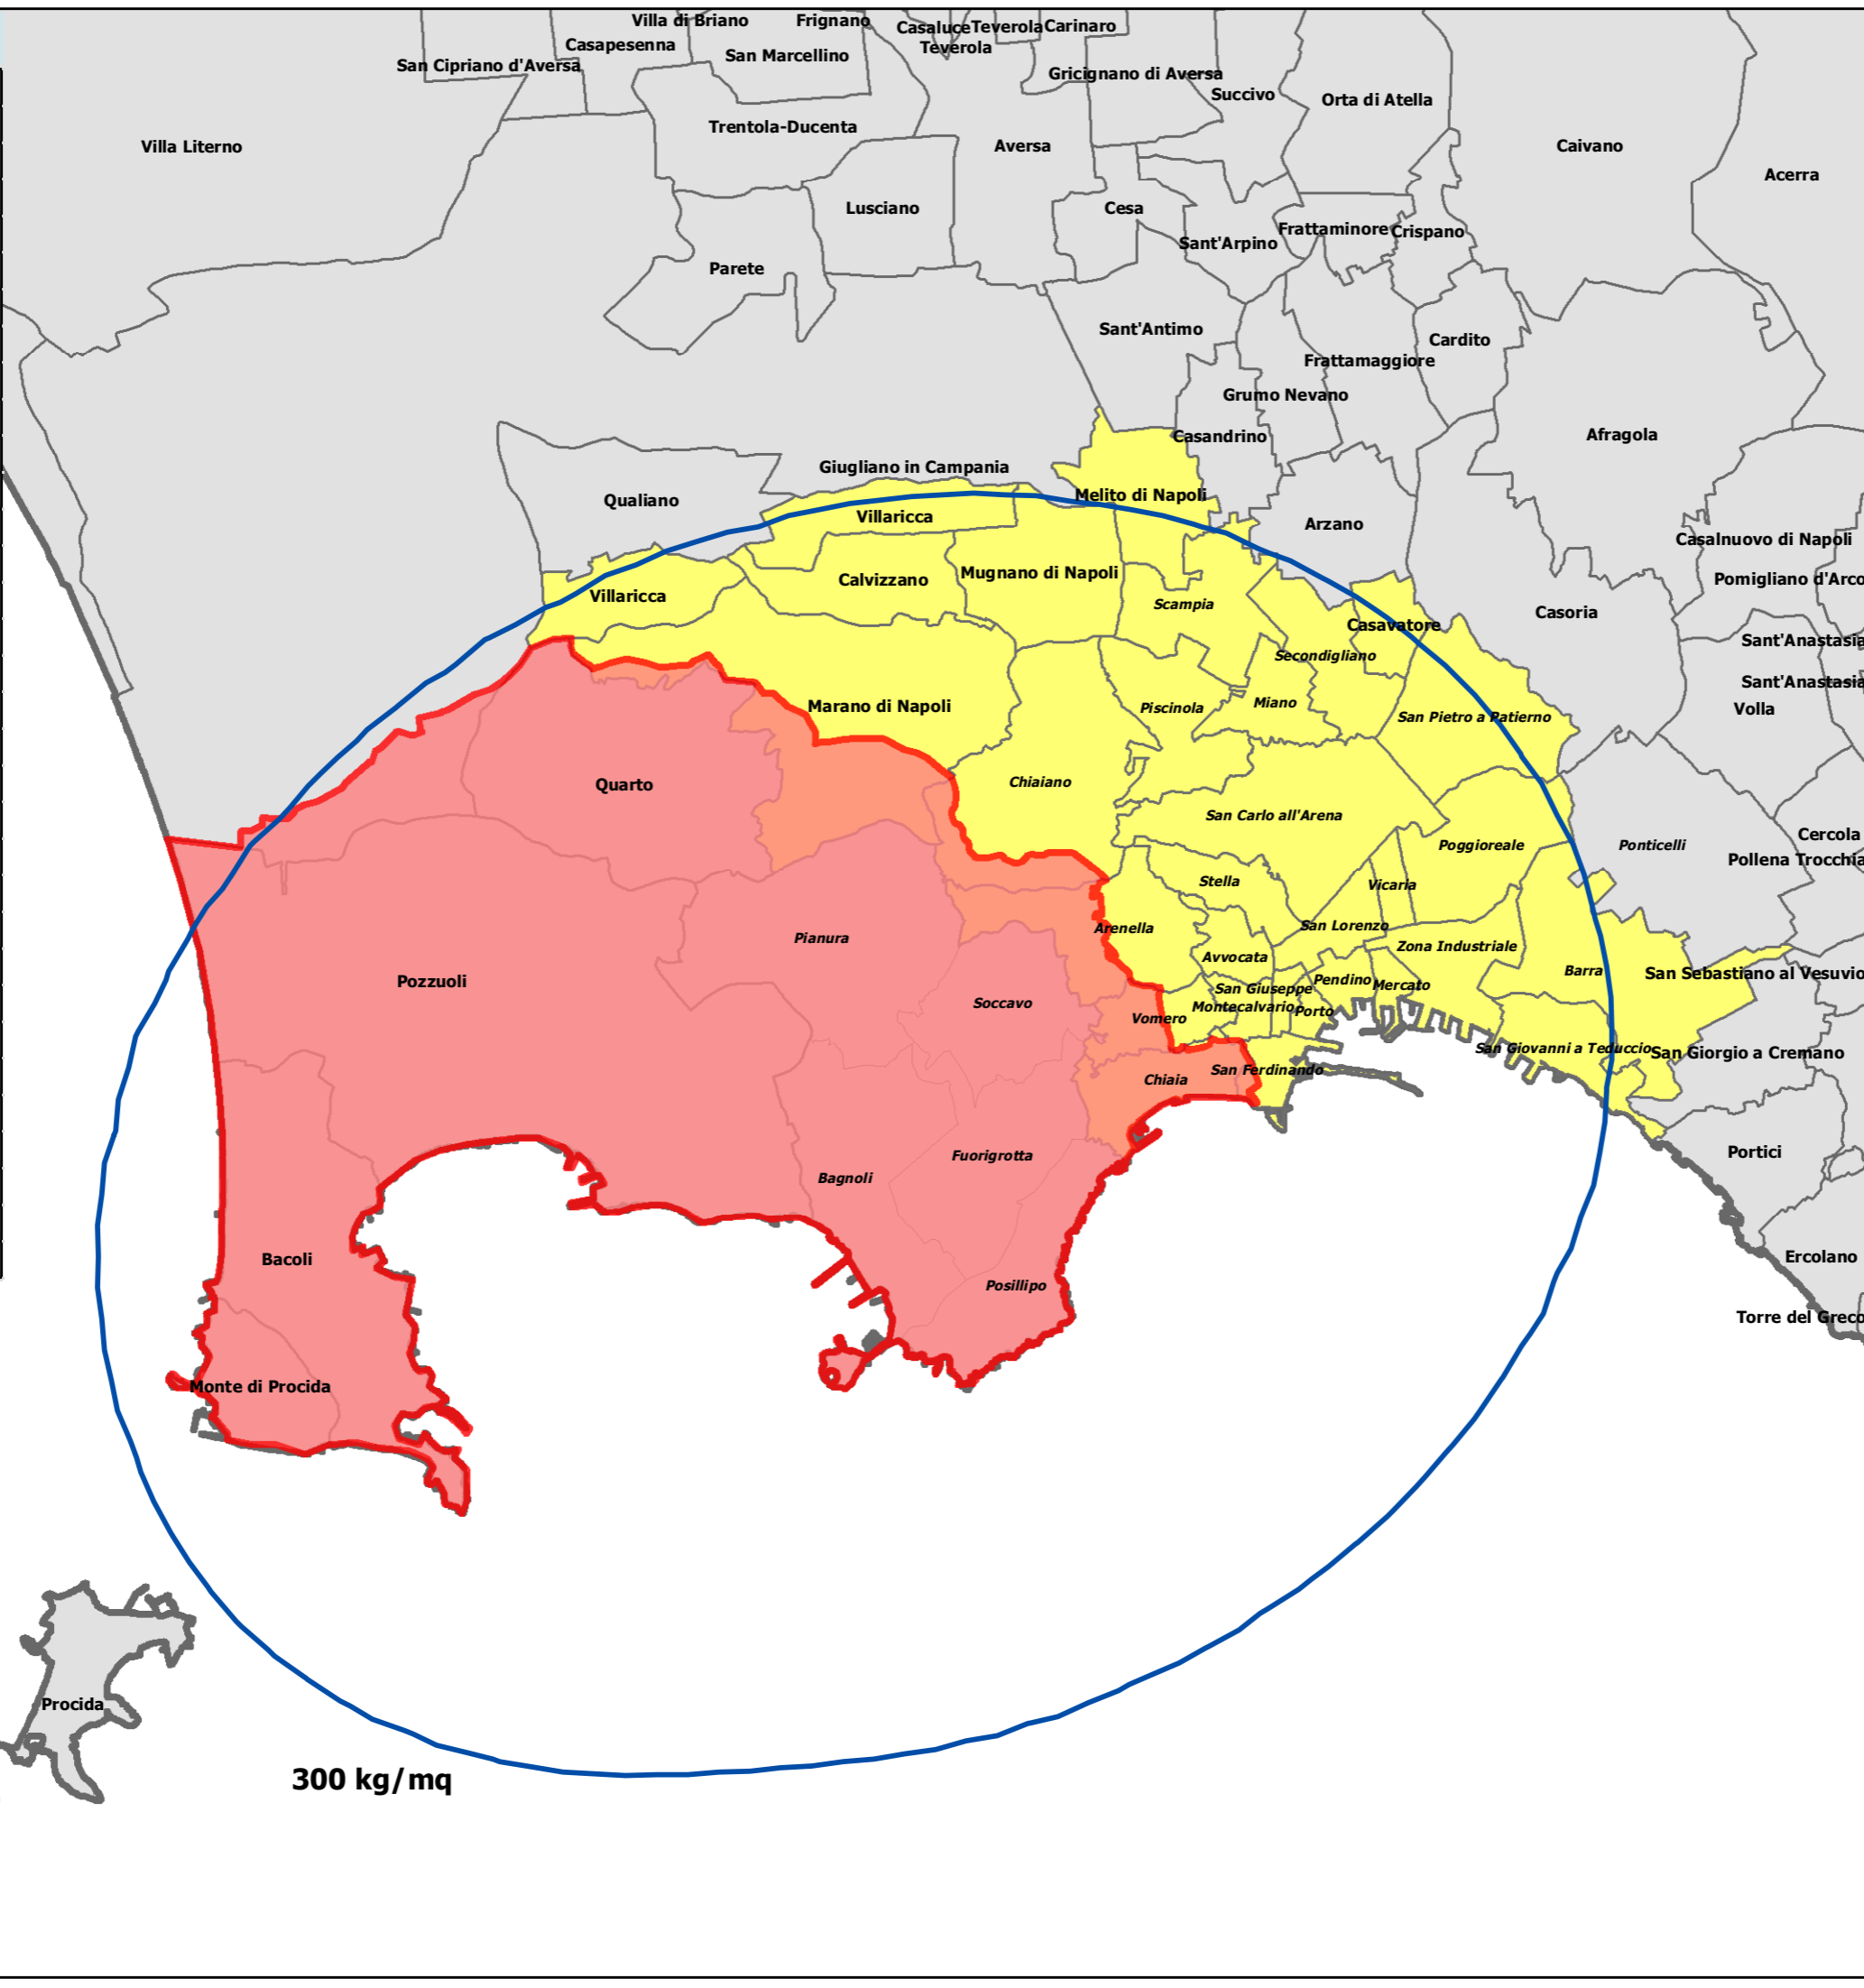 Villa di Briano
Frignano
Casapesenna
San Marcellino
Casaluce
Teverola
Carinaro
Teverola
San Cipriano d'Aversa
Gricignano di Aversa
Succivo
Orta di Atella
Trentola-Ducenta
Villa Literno
Aversa
Caivano
Acerra
Lusciano
Cesa
Sant'Arpino
Frattaminore
Crispano
Parete
Sant'Antimo
Cardito
Frattamaggiore
Grumo Nevano
Casandrino
Afragola
Giugliano in Campania
Qualiano
Melito di Napoli
Villaricca
Arzano
Casalnuovo di Napoli
Calvizzano
Mugnano di Napoli
Pomigliano d'Arco
Villaricca
Scampia
Casoria
Casavatore
Sant'Anastasia
Secondigliano
Sant'Anastasia
Marano di Napoli
Piscinola
Miano
San Pietro a Patierno
Volla
Quarto
Chiaiano
San Carlo all'Arena
Poggioreale
Ponticelli
Cercola
Pollena Trocchia
Stella
Vicaria
Arenella
San Lorenzo
Pianura
Zona Industriale
Avvocata
Barra
San Sebastiano al Vesuvio
Pozzuoli
Pendino
Mercato
San Giuseppe
Soccavo
Montecalvario
Porto
Vomero
San Giovanni a Teduccio
San Giorgio a Cremano
Chiaia
San Ferdinando
Fuorigrotta
Portici
Bagnoli
Bacoli
Ercolano
Posillipo
Torre del Greco
Monte di Procida
Procida
300 kg/mq